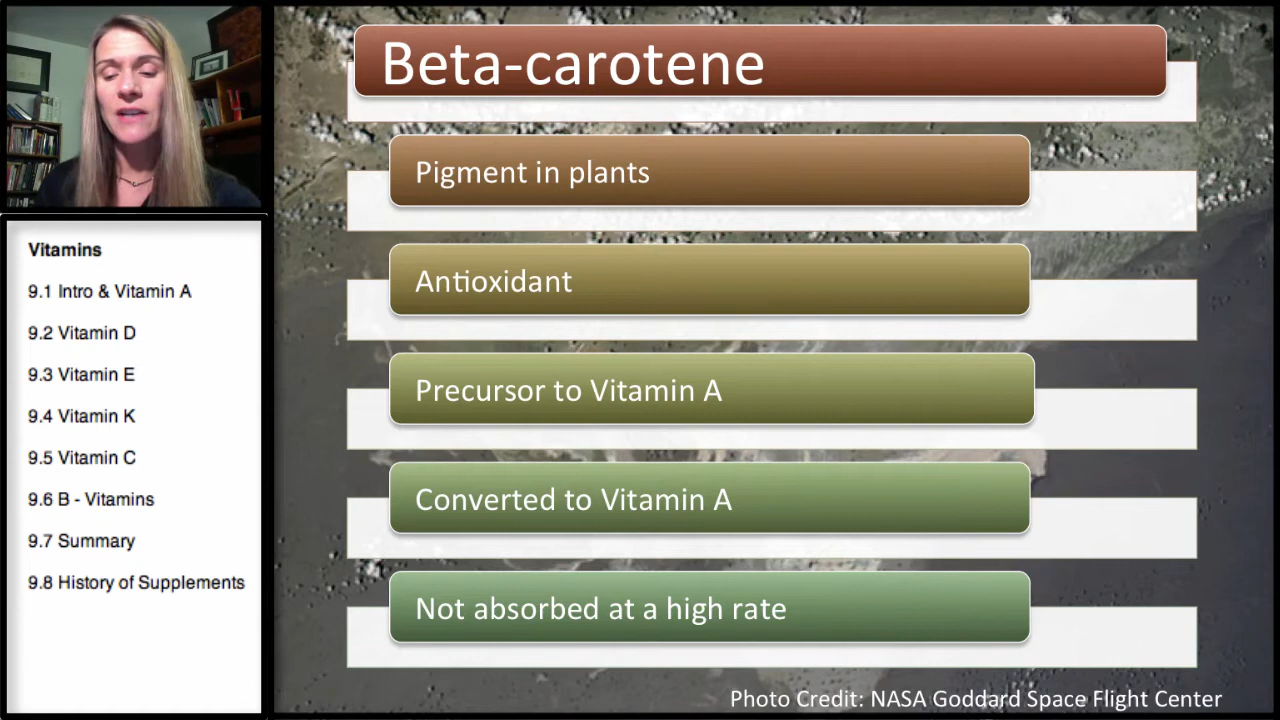 Vitamins
9.1 Intro & Vitamin A
9.2 Vitamin D
9.3 Vitamin E
9.4 Vitamin K
9.5 Vitamin C
9.6 B - Vitamins
9.7 Summary
9.8 History of Supplements
Beta-carotene
Pigment in plants
Antioxidant
Precursor to Vitamin A
Converted to Vitamin A
Not absorbed at a high rate
Photo Credit: NASA Goddard Space Flight Center